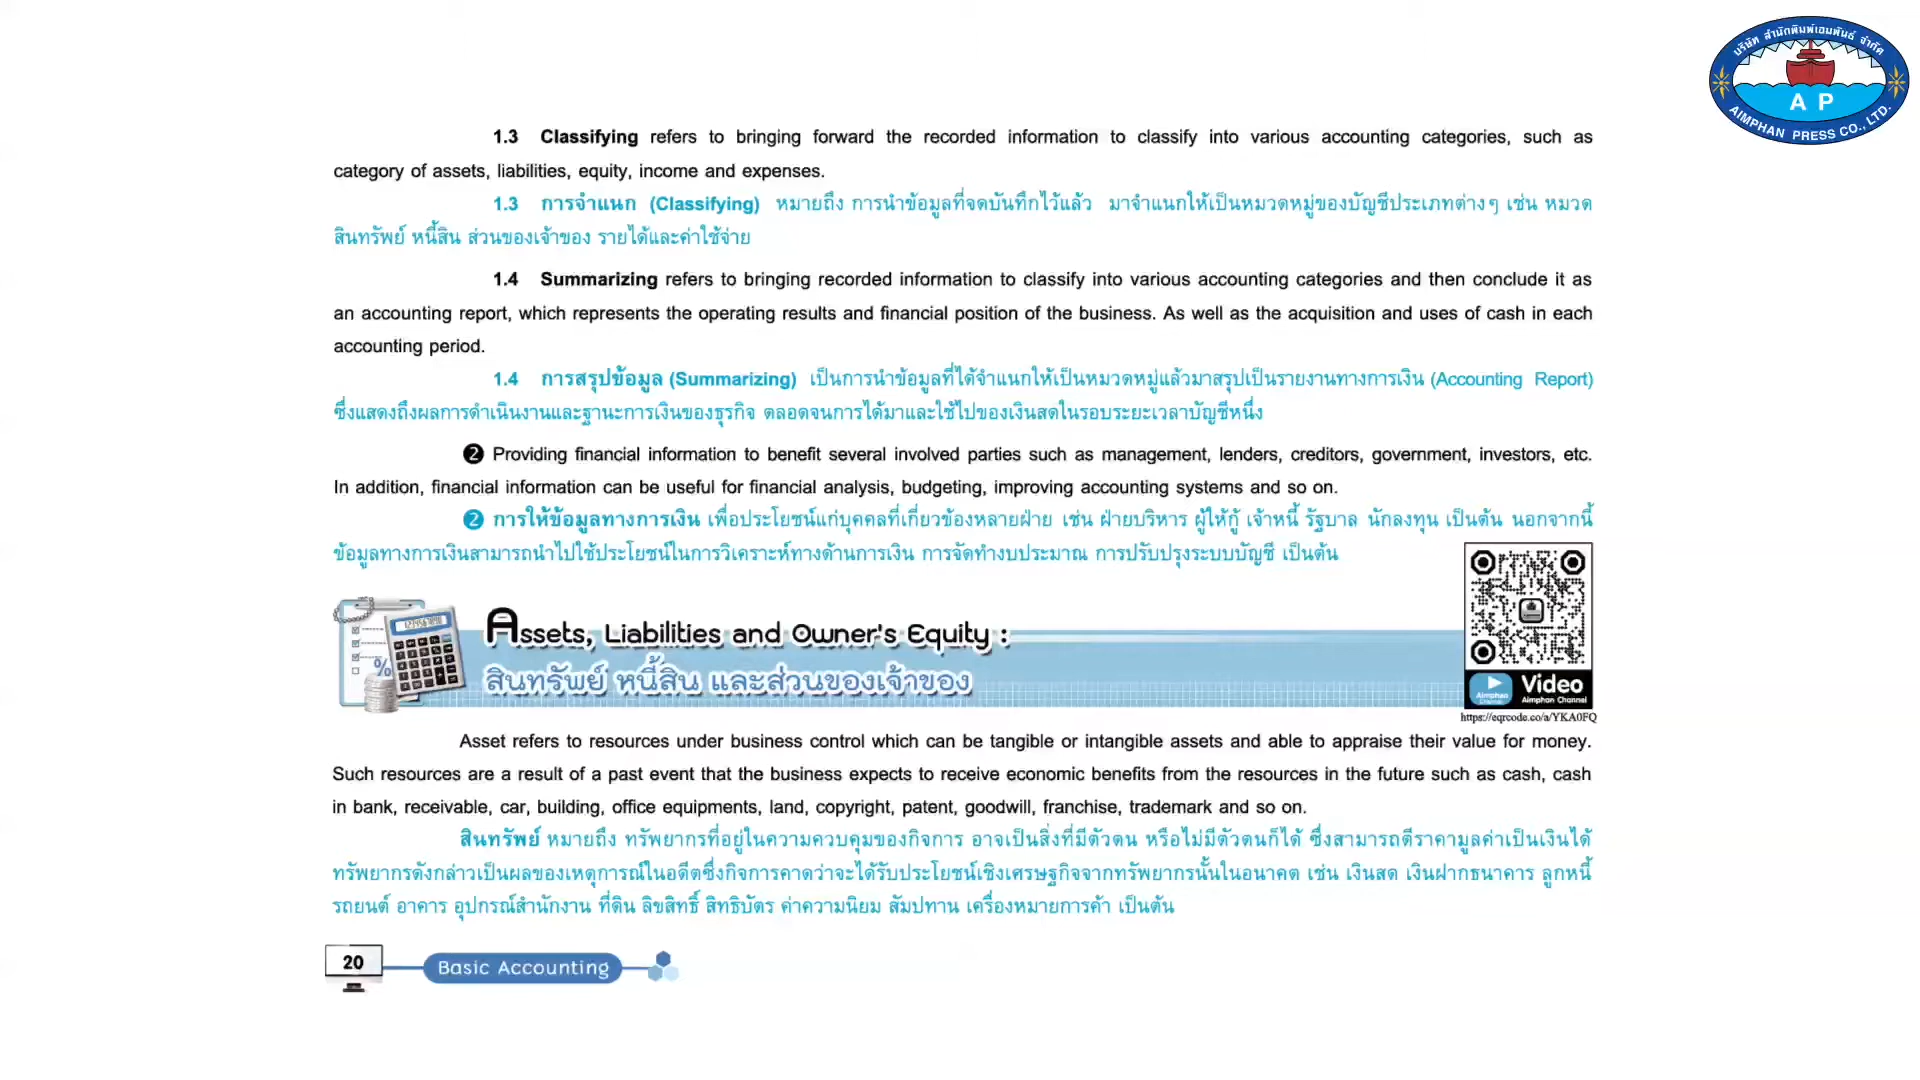 บริษัท สำนักพิมพ์เอมพันธ์ จำกัด
A P
AIMPHAN PRESS CO., LTD.
1.3 Classifying refers to bringing forward the recorded information to classify into various accounting categories, such as
category of assets, liabilities, equity, income and expenses.
1.3 การจำแนก (Classifying) หมายถึง การนำข้อมูลที่จดบันทึกไว้แล้ว มาจำแนกให้เป็นหมวดหมู่ของบัญชีประเภทต่างๆ เช่น หมวด
สินทรัพย์ หนี้สิน ส่วนของเจ้าของ รายได้และค่าใช้จ่าย
1.4 Summarizing refers to bringing recorded information to classify into various accounting categories and then conclude it as
an accounting report, which represents the operating results and financial position of the business. As well as the acquisition and uses of cash in each
accounting period.
1.4 การสรุปข้อมูล (Summarizing) เป็นการนำข้อมูลที่ได้จำแนกให้เป็นหมวดหมู่แล้วมาสรุปเป็นรายงานทางการเงิน (Accounting Report)
ซึ่งแสดงถึงผลการดำเนินงานและฐานะการเงินของธุรกิจ ตลอดจนการได้มาและใช้ไปของเงินสดในรอบระยะเวลาบัญชีหนึ่ง
❷ Providing financial information to benefit several involved parties such as management, lenders, creditors, government, investors, etc.
In addition, financial information can be useful for financial analysis, budgeting, improving accounting systems and so on.
❷ การให้ข้อมูลทางการเงิน เพื่อประโยชน์แก่บุคคลที่เกี่ยวข้องหลายฝ่าย เช่น ฝ่ายบริหาร ผู้ให้กู้ เจ้าหนี้ รัฐบาล นักลงทุน เป็นต้น นอกจากนี้
ข้อมูลทางการเงินสามารถนำไปใช้ประโยชน์ในการวิเคราะห์ทางด้านการเงิน การจัดทำงบประมาณ การปรับปรุงระบบบัญชี เป็นต้น
Assets, Liabilities and Owner's Equity :
สินทรัพย์ หนี้สิน และส่วนของเจ้าของ
Video
Aimphan Channel
https://eqrcode.co/a/YKA0FQ
Asset refers to resources under business control which can be tangible or intangible assets and able to appraise their value for money.
Such resources are a result of a past event that the business expects to receive economic benefits from the resources in the future such as cash, cash
in bank, receivable, car, building, office equipments, land, copyright, patent, goodwill, franchise, trademark and so on.
สินทรัพย์ หมายถึง ทรัพยากรที่อยู่ในความควบคุมของกิจการ อาจเป็นสิ่งที่มีตัวตน หรือไม่มีตัวตนก็ได้ ซึ่งสามารถตีราคามูลค่าเป็นเงินได้
ทรัพยากรดังกล่าวเป็นผลของเหตุการณ์ในอดีตซึ่งกิจการคาดว่าจะได้รับประโยชน์เชิงเศรษฐกิจจากทรัพยากรนั้นในอนาคต เช่น เงินสด เงินฝากธนาคาร ลูกหนี้
รถยนต์ อาคาร อุปกรณ์สำนักงาน ที่ดิน ลิขสิทธิ์ สิทธิบัตร ค่าความนิยม สัมปทาน เครื่องหมายการค้า เป็นต้น
20
Basic Accounting